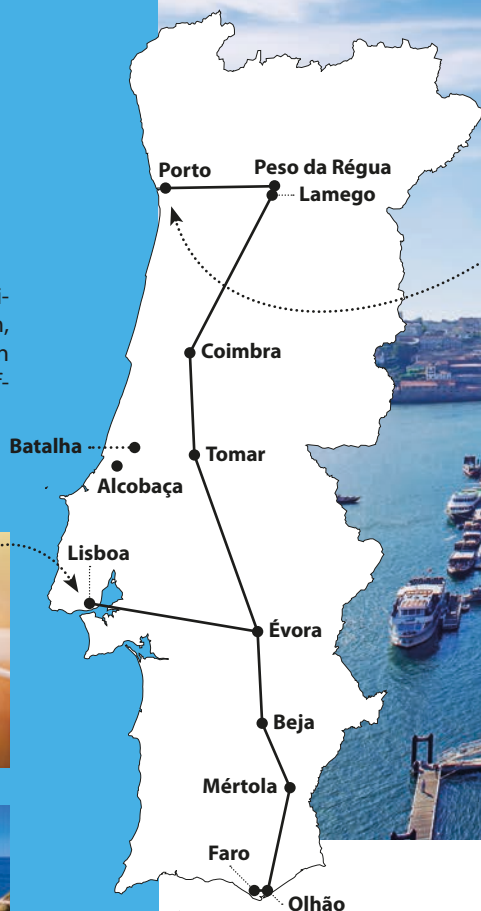 Porto
Peso da Régua
Lamego
Coimbra
Batalha
Tomar
Alcobaça
Lisboa
Évora
Beja
Mértola
Faro
Olhão